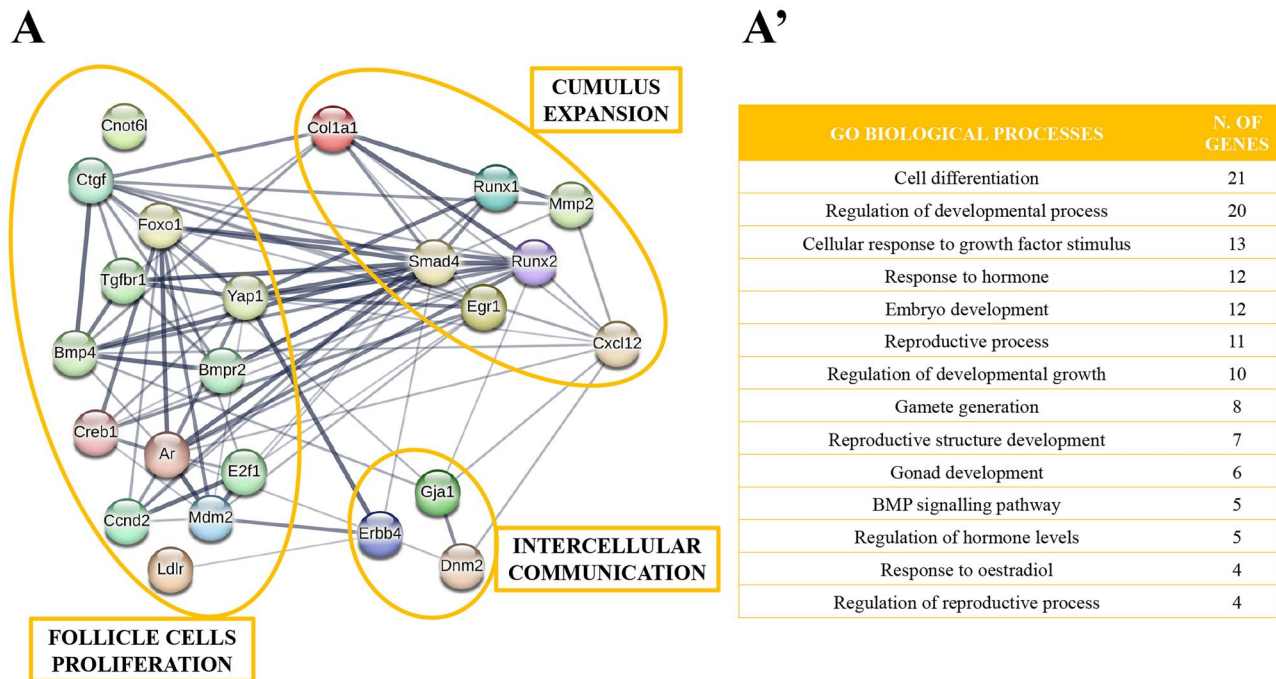 A
A’
CUMULUS
EXPANSION
Cnot6l
Col1a1
Ctgf
Runx1
Mmp2
Foxo1
Smad4
Runx2
Tgfbr1
Yap1
Egr1
Bmp4
Bmpr2
Cxcl12
Creb1
Ar
E2f1
Gja1
Ccnd2
Mdm2
Erbb4
Dnm2
Ldlr
INTERCELLULAR
COMMUNICATION
FOLLICLE CELLS
PROLIFERATION
GO BIOLOGICAL PROCESSES N. OF GENES
Cell differentiation 21
Regulation of developmental process 20
Cellular response to growth factor stimulus 13
Response to hormone 12
Embryo development 12
Reproductive process 11
Regulation of developmental growth 10
Gamete generation 8
Reproductive structure development 7
Gonad development 6
BMP signalling pathway 5
Regulation of hormone levels 5
Response to oestradiol 4
Regulation of reproductive process 4